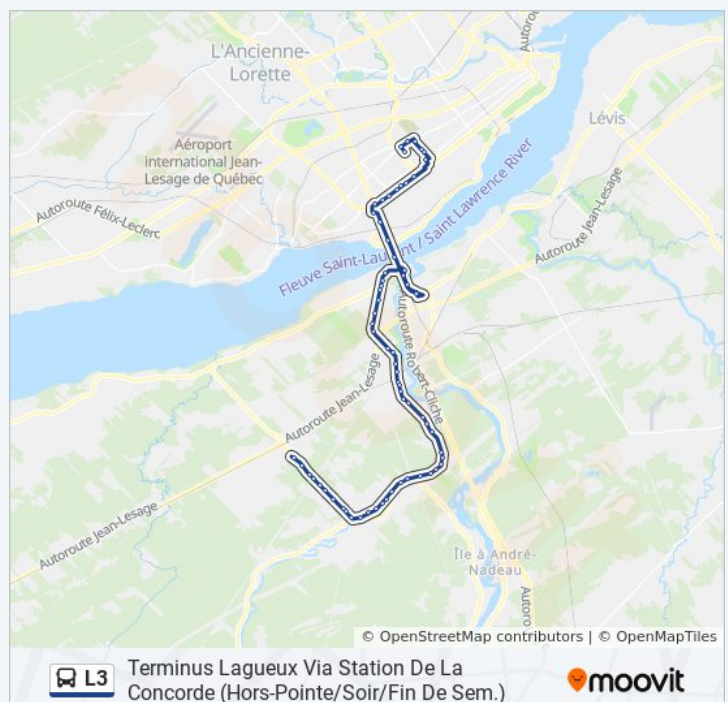 L'Ancienne-
Lorette
Autoroute
Lévis
Aéroport
international Jean-
Lesage de Québec
Autoroute Félix-Leclerc
Fleuve Saint-Laurent / Saint Lawrence River
Autoroute Jean-Lesage
Autoroute Robert-Cliche
Autoroute Jean-Lesage
Autoroute Jean-Lesage
Île à André-
Nadeau
Autoro
© OpenStreetMap contributors | © OpenMapTiles
L3
Terminus Lagueux Via Station De La
Concorde (Hors-Pointe/Soir/Fin De Sem.)
moovit